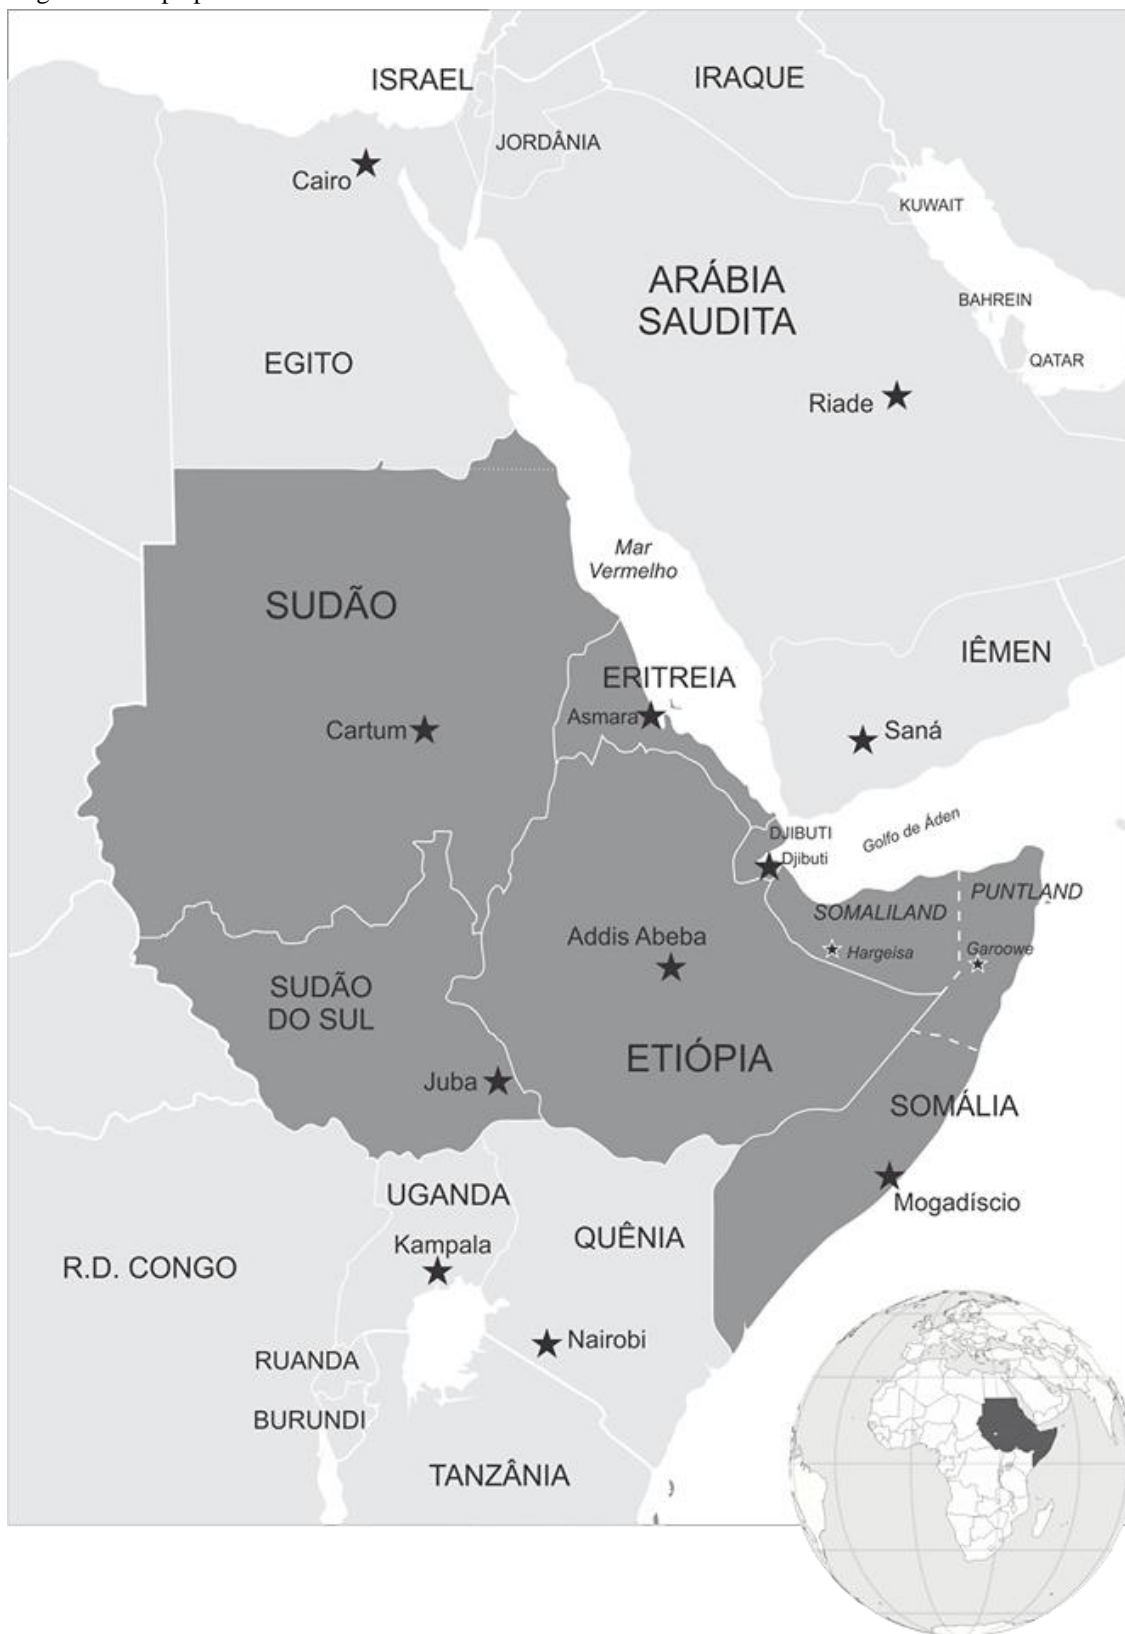 ISRAEL
IRAQUE
JORDÂNIA
Cairo
KUWAIT
ARÁBIA
SAUDITA
BAHREIN
EGITO
QATAR
Riade
Mar
Vermelho
SUDÃO
IÊMEN
ERITREIA
Asmara
Cartum
Saná
DJIBUTI
Golfo de Áden
Djibuti
PUNTLAND
SOMALILAND
Addis Abeba
Hargeisa
Garoowe
SUDÃO
DO SUL
ETIÓPIA
Juba
SOMÁLIA
UGANDA
Mogadíscio
Kampala
QUÊNIA
R.D. CONGO
Nairobi
RUANDA
BURUNDI
TANZÂNIA